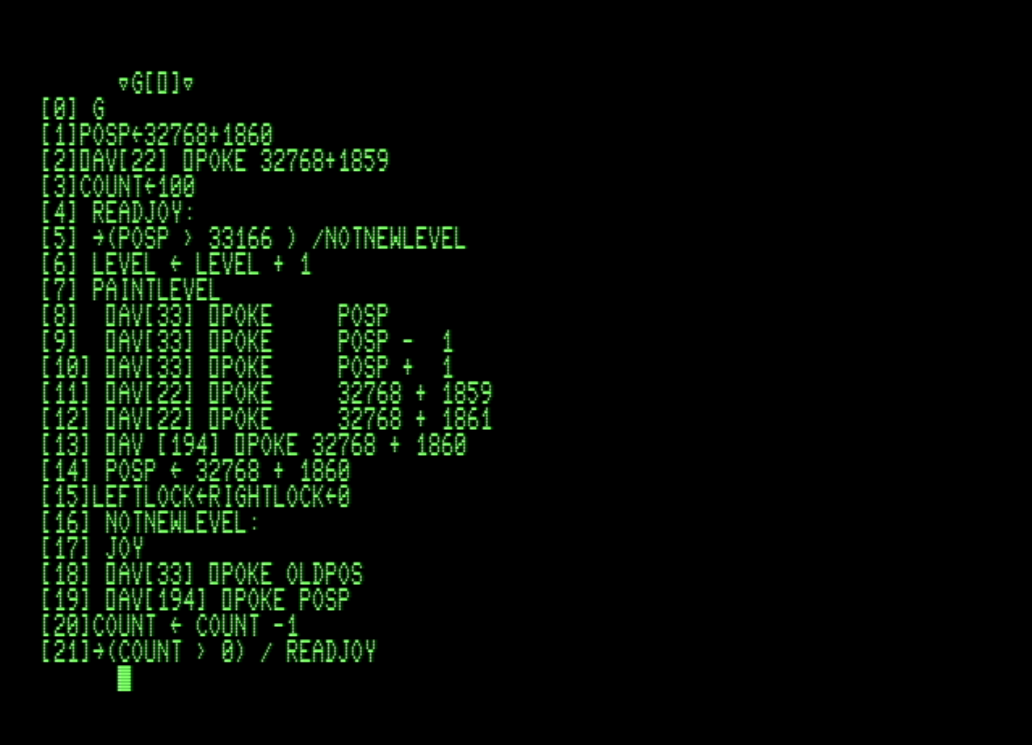 ∇G[⎕]∇
[0] G
[1]POSP←32768+1860
[2]⎕AV[22] ⎕POKE 32768+1859
[3]COUNT←100
[4] READJOY:
[5] →(POSP > 33166 ) /NOTNEWLEVEL
[6] LEVEL ← LEVEL + 1
[7] PAINTLEVEL
[8]  ⎕AV[33] ⎕POKE     POSP
[9]  ⎕AV[33] ⎕POKE     POSP -  1
[10] ⎕AV[33] ⎕POKE     POSP +  1
[11] ⎕AV[22] ⎕POKE     32768 + 1859
[12] ⎕AV[22] ⎕POKE     32768 + 1861
[13] ⎕AV [194] ⎕POKE 32768 + 1860
[14] POSP ← 32768 + 1860
[15]LEFTLOCK←RIGHTLOCK←0
[16] NOTNEWLEVEL:
[17] JOY
[18] ⎕AV[33] ⎕POKE OLDPOS
[19] ⎕AV[194] ⎕POKE POSP
[20]COUNT ← COUNT -1
[21]→(COUNT > 0) / READJOY